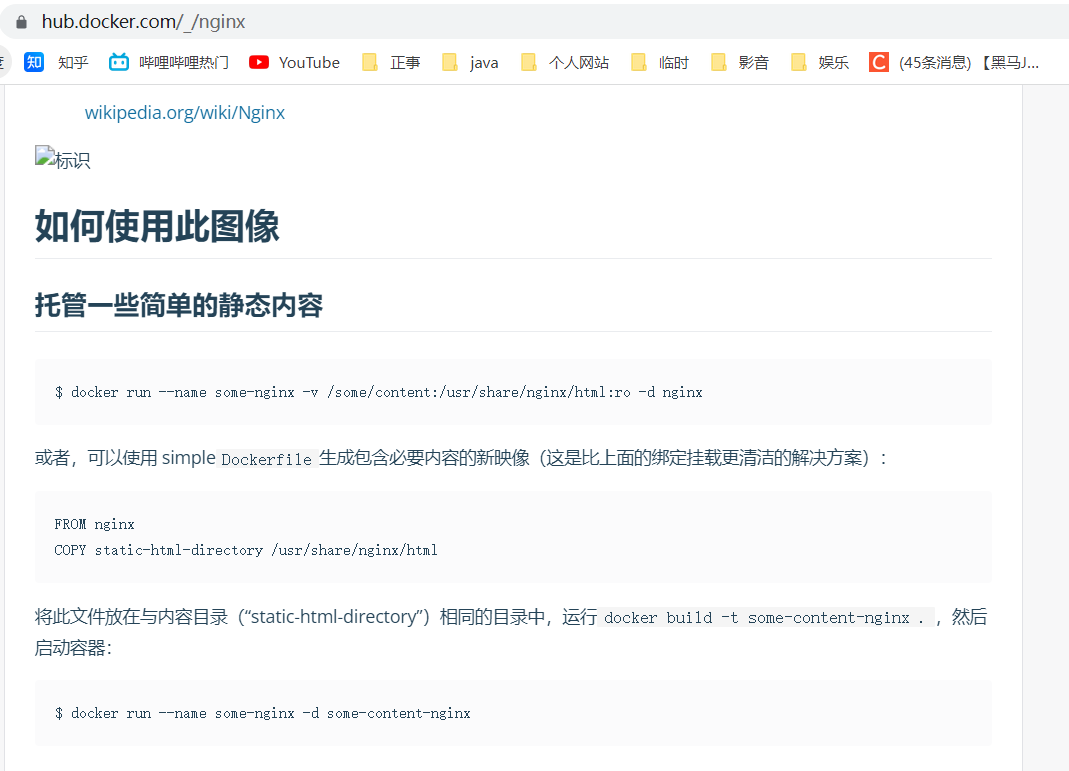 hub.docker.com/_/nginx
知 知乎 哔哩哔哩热门 YouTube 正事 java 个人网站 临时 影音 娱乐 C (45条消息) 【黑马J...
wikipedia.org/wiki/Nginx
标识
如何使用此图像
托管一些简单的静态内容
$ docker run --name some-nginx -v /some/content:/usr/share/nginx/html:ro -d nginx
或者，可以使用 simple Dockerfile 生成包含必要内容的新映像（这是比上面的绑定挂载更清洁的解决方案）：
FROM nginx
COPY static-html-directory /usr/share/nginx/html
将此文件放在与内容目录（“static-html-directory”）相同的目录中，运行 docker build -t some-content-nginx . ，然后
启动容器：
$ docker run --name some-nginx -d some-content-nginx